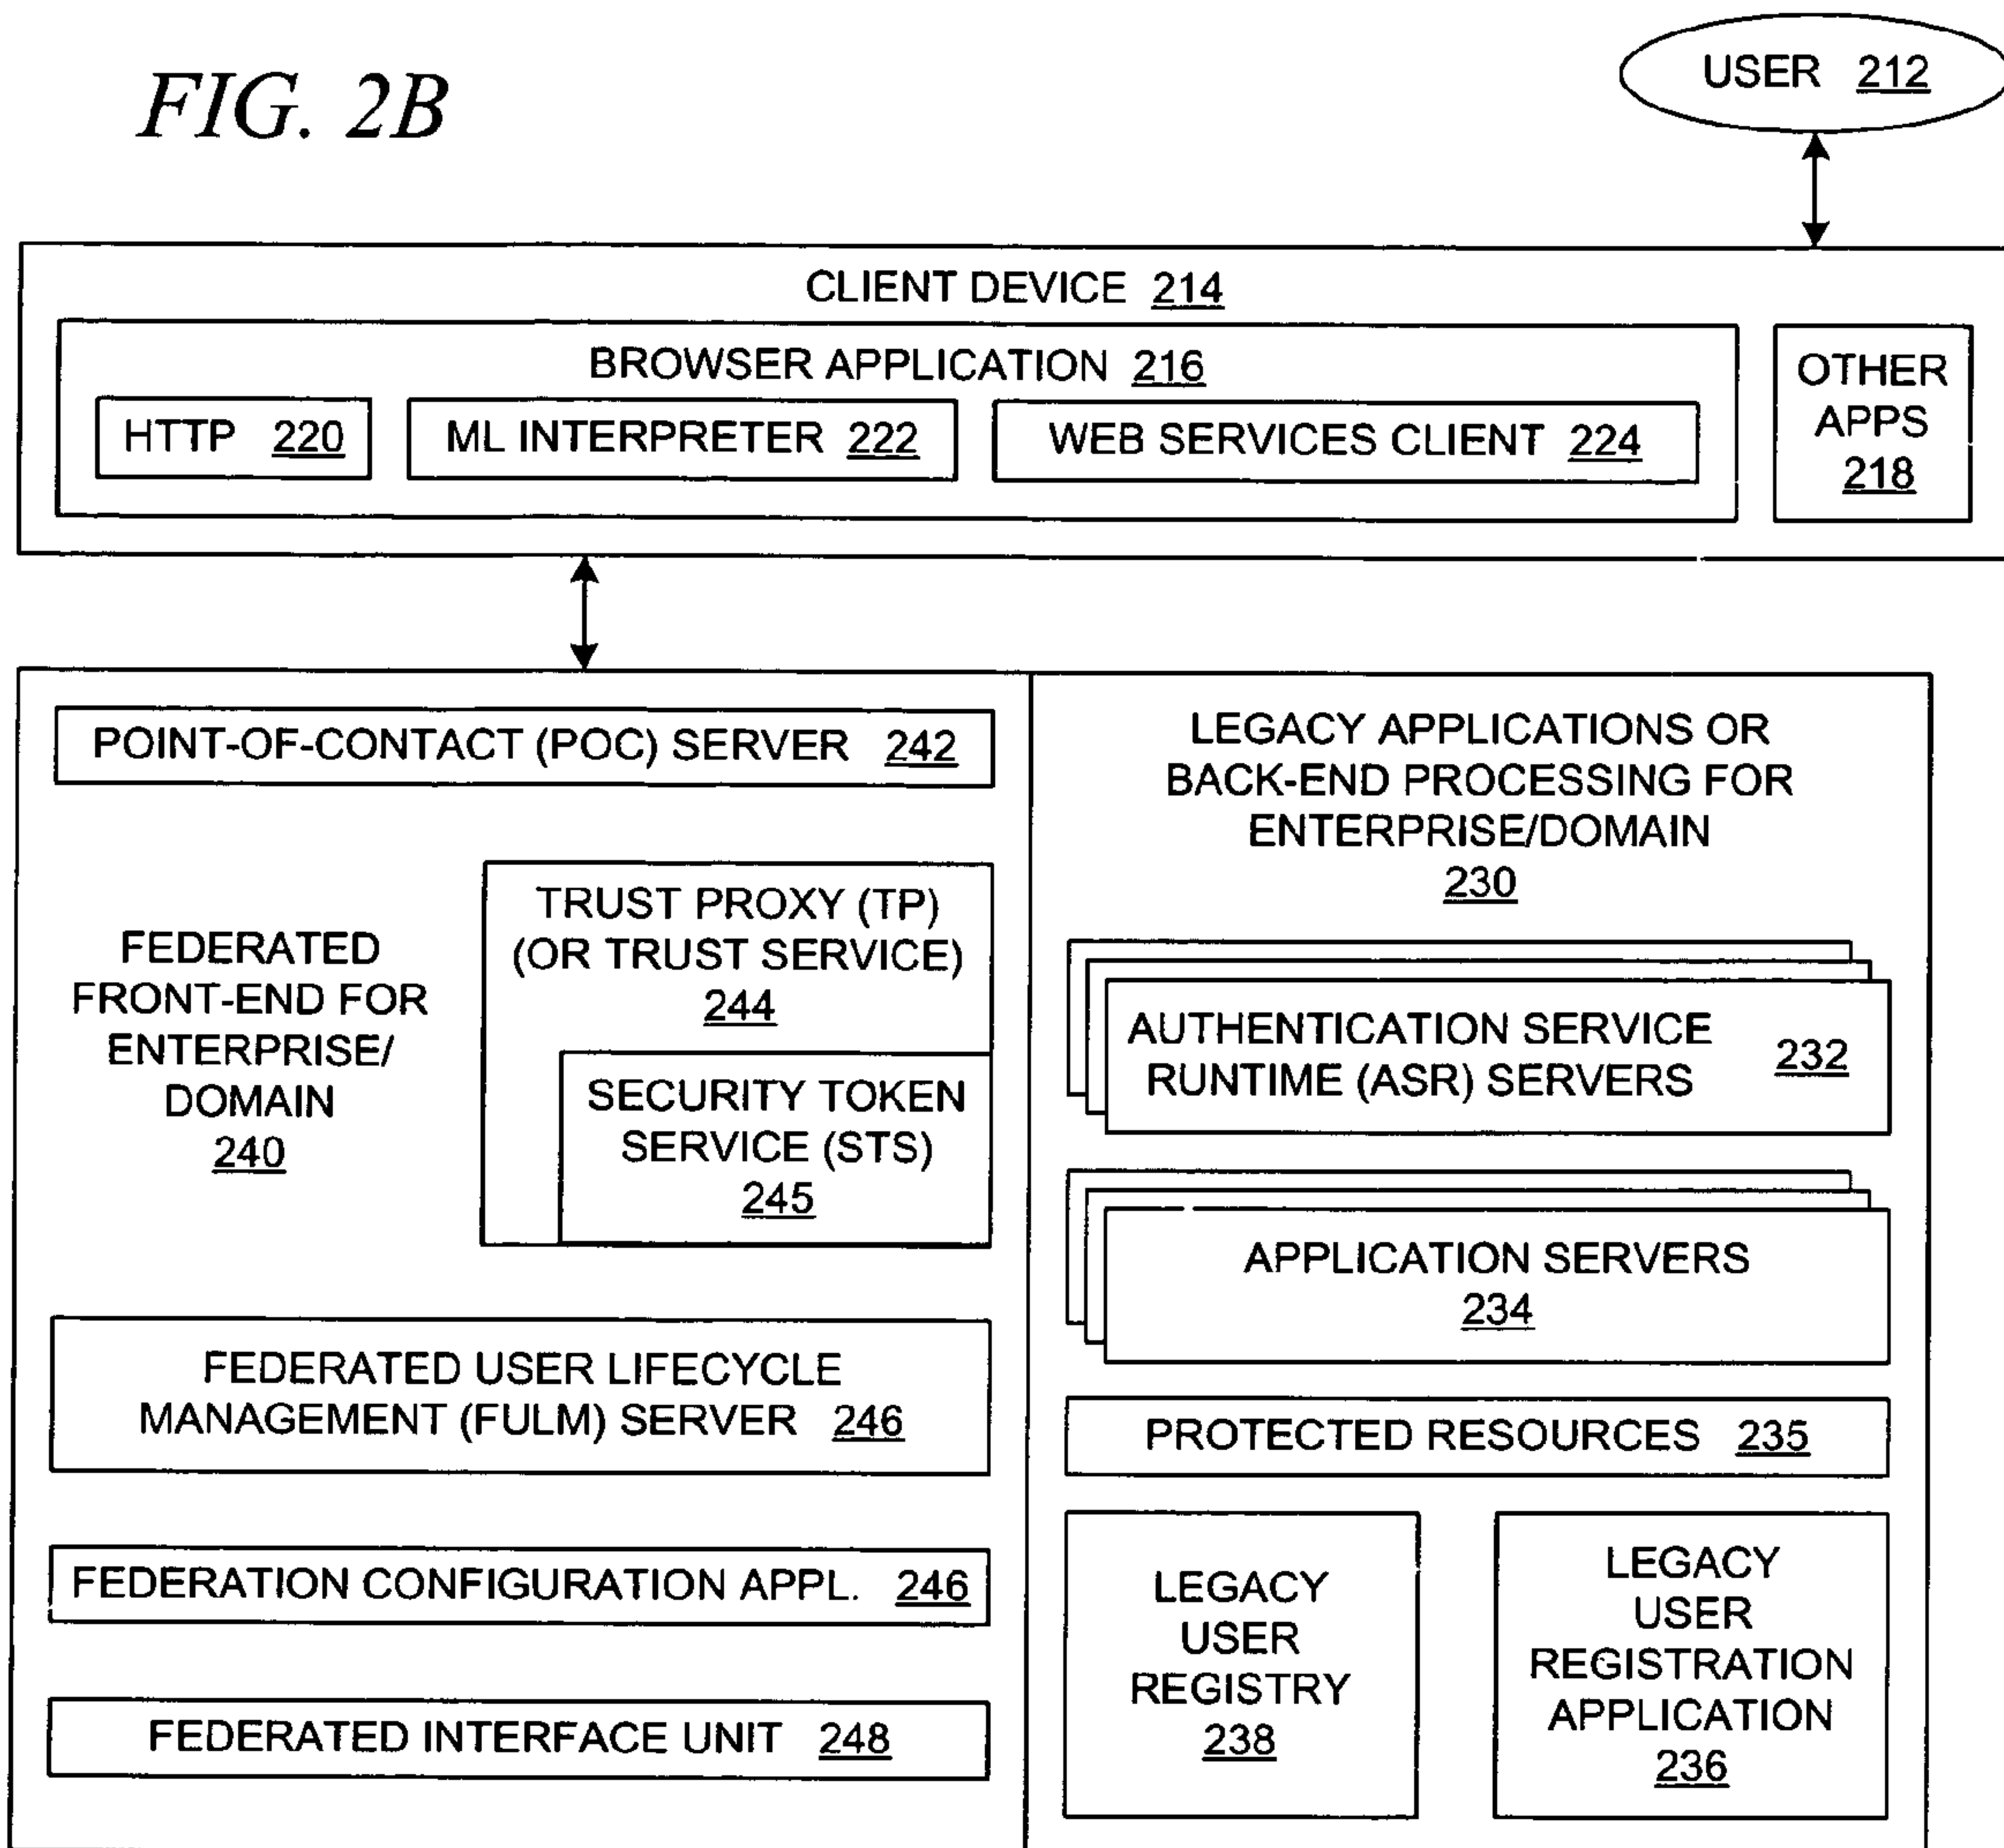 FIG. 2B
USER 212
CLIENT DEVICE 214
BROWSER APPLICATION 216
HTTP 220
ML INTERPRETER 222
WEB SERVICES CLIENT 224
OTHER
APPS
218
POINT-OF-CONTACT (POC) SERVER 242
FEDERATED
FRONT-END FOR
ENTERPRISE/
DOMAIN
240
TRUST PROXY (TP)
(OR TRUST SERVICE)
244
SECURITY TOKEN
SERVICE (STS)
245
FEDERATED USER LIFECYCLE
MANAGEMENT (FULM) SERVER 246
FEDERATION CONFIGURATION APPL. 246
FEDERATED INTERFACE UNIT 248
LEGACY APPLICATIONS OR
BACK-END PROCESSING FOR
ENTERPRISE/DOMAIN
230
AUTHENTICATION SERVICE
RUNTIME (ASR) SERVERS 232
APPLICATION SERVERS
234
PROTECTED RESOURCES 235
LEGACY
USER
REGISTRY
238
LEGACY
USER
REGISTRATION
APPLICATION
236